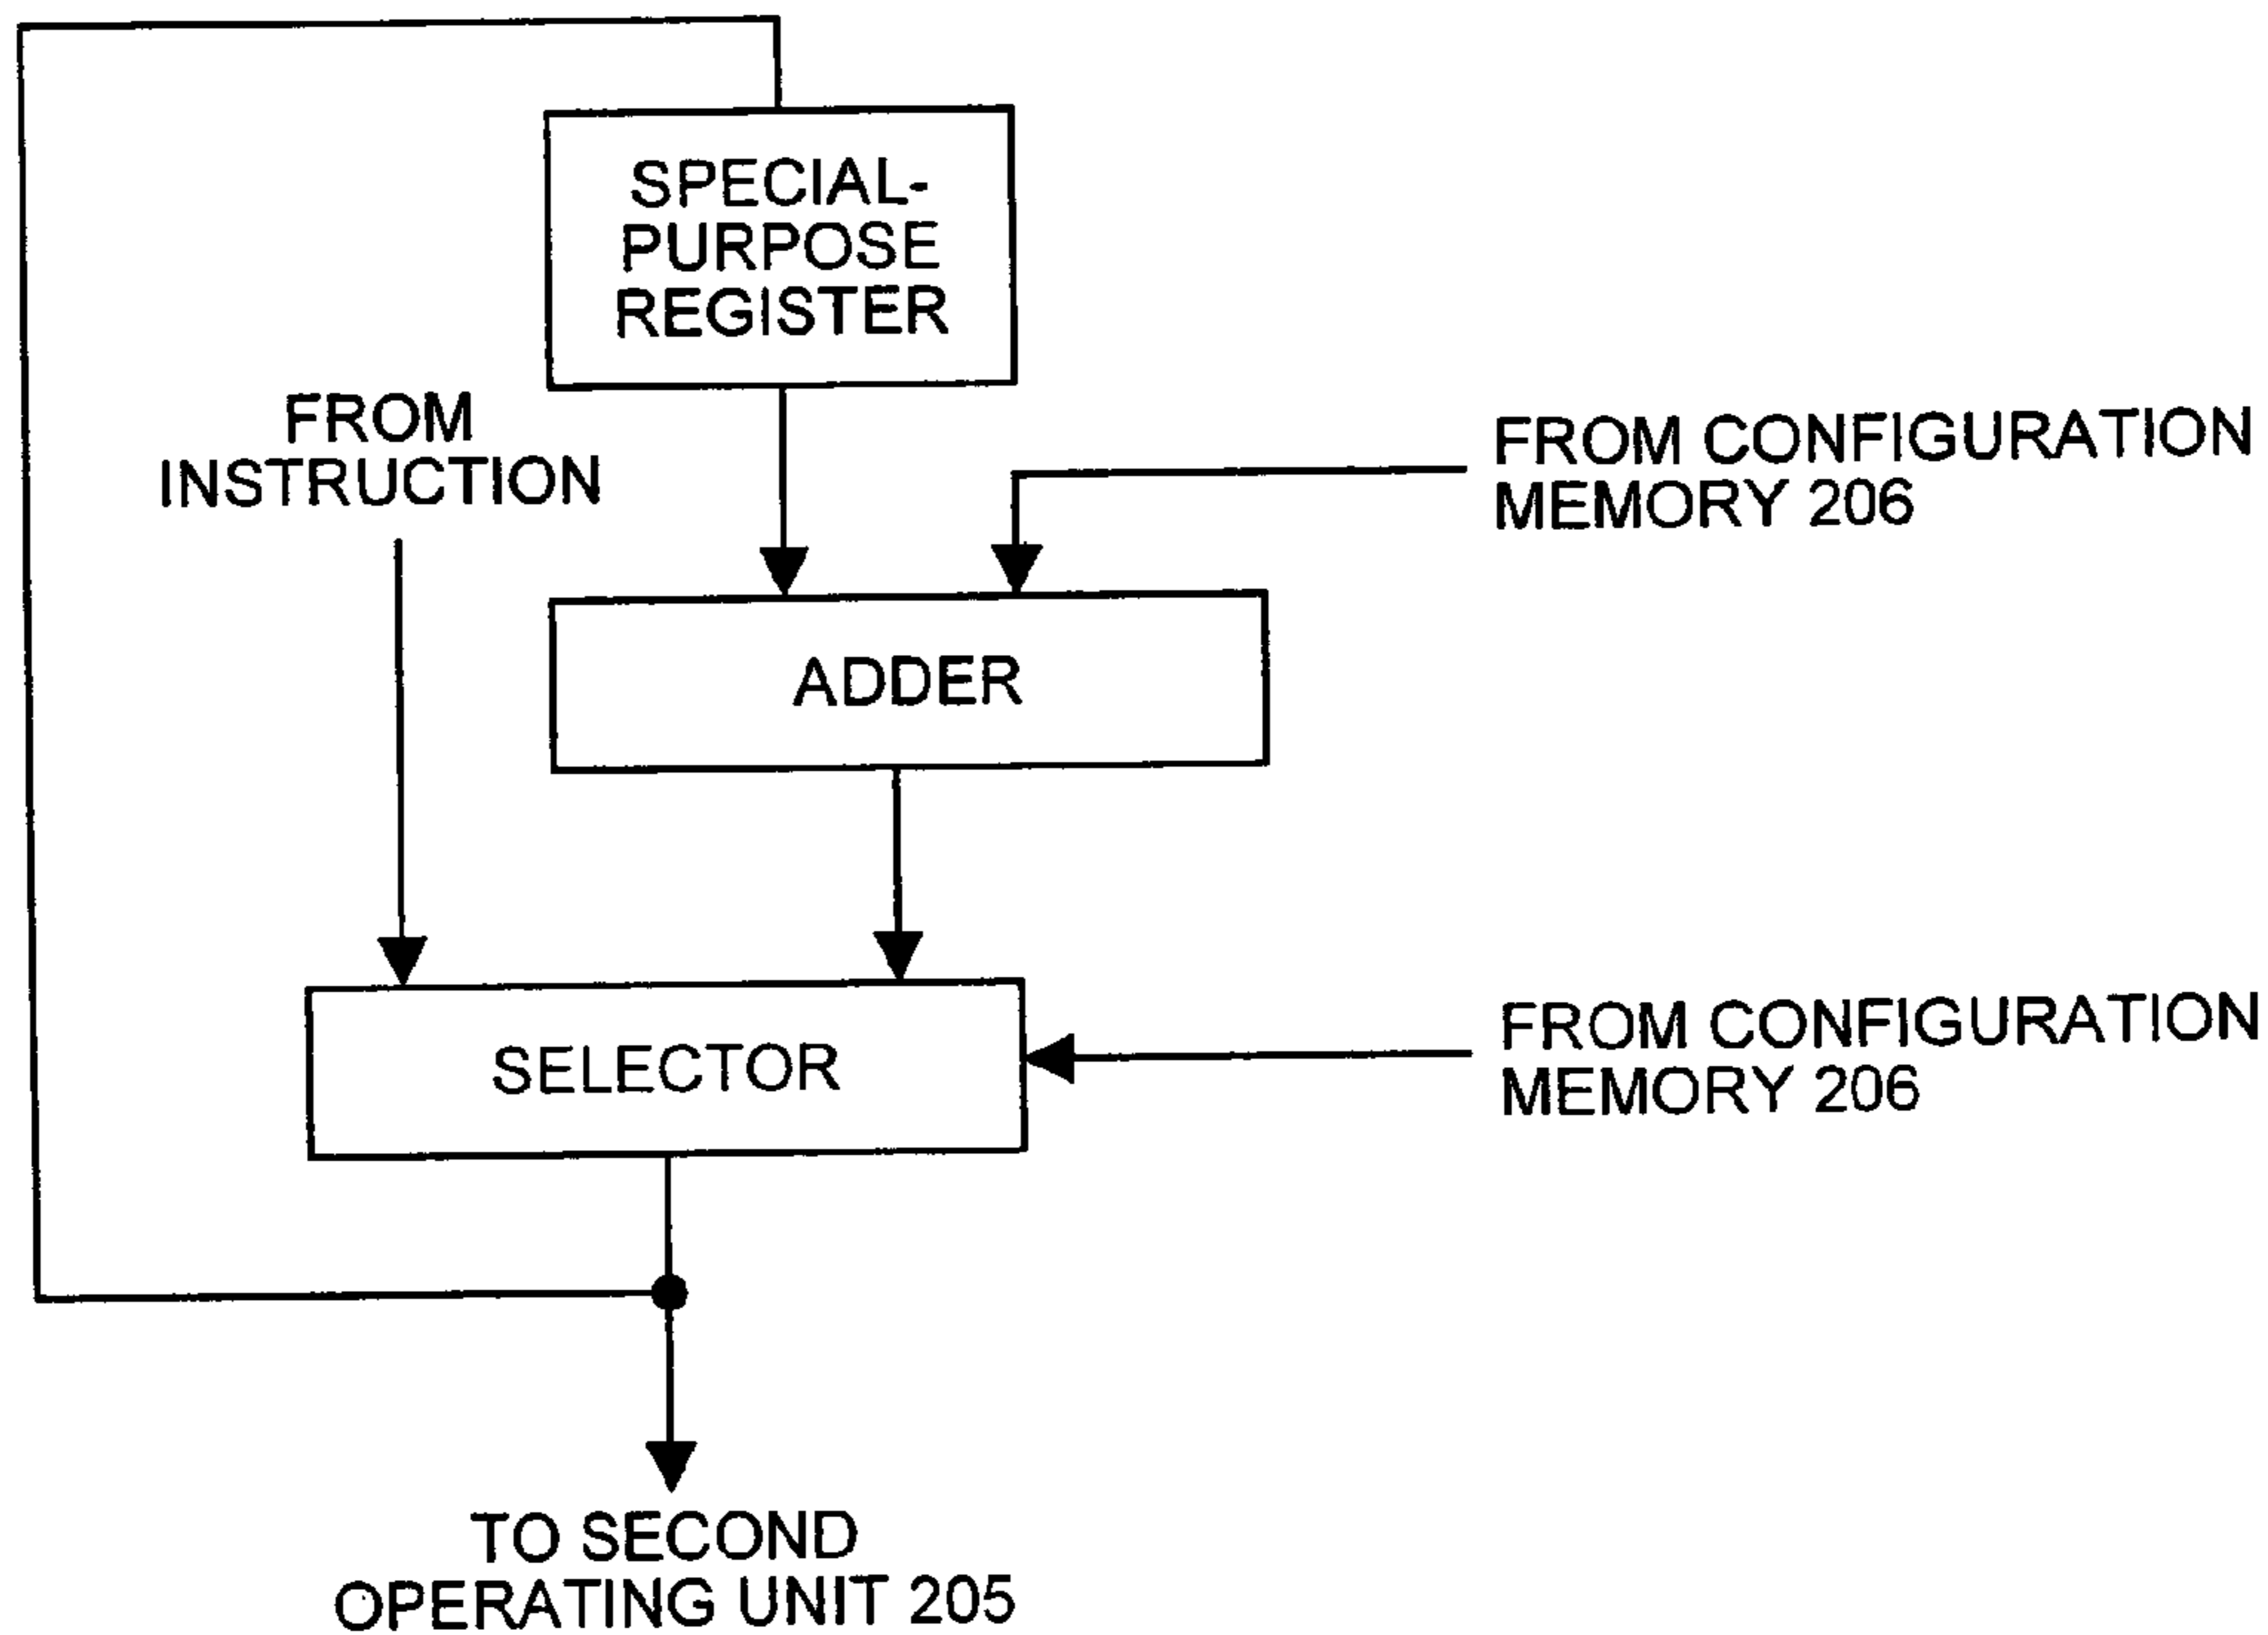 SPECIAL-
PURPOSE
REGISTER
FROM
INSTRUCTION
FROM CONFIGURATION
MEMORY 206
ADDER
SELECTOR
FROM CONFIGURATION
MEMORY 206
TO SECOND
OPERATING UNIT 205